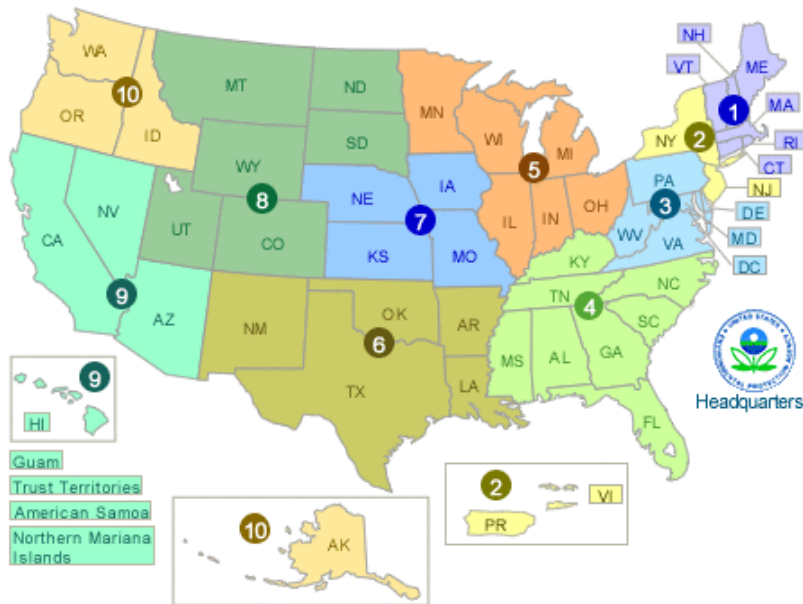 WA
10
OR
ID
MT
ND
SD
WY
8
UT
CO
MN
WI
MI
5
IL
IN
OH
NE
IA
7
KS
MO
NH
VT
ME
1
MA
RI
CT
NY
2
NJ
PA
3
DE
MD
DC
WV
VA
CA
NV
9
AZ
NM
OK
AR
6
TX
LA
KY
TN
NC
4
SC
MS
AL
GA
FL
UNITED STATES
Headquarters
9
HI
Guam
Trust Territories
American Samoa
Northern Mariana
Islands
10
AK
2
VI
PR